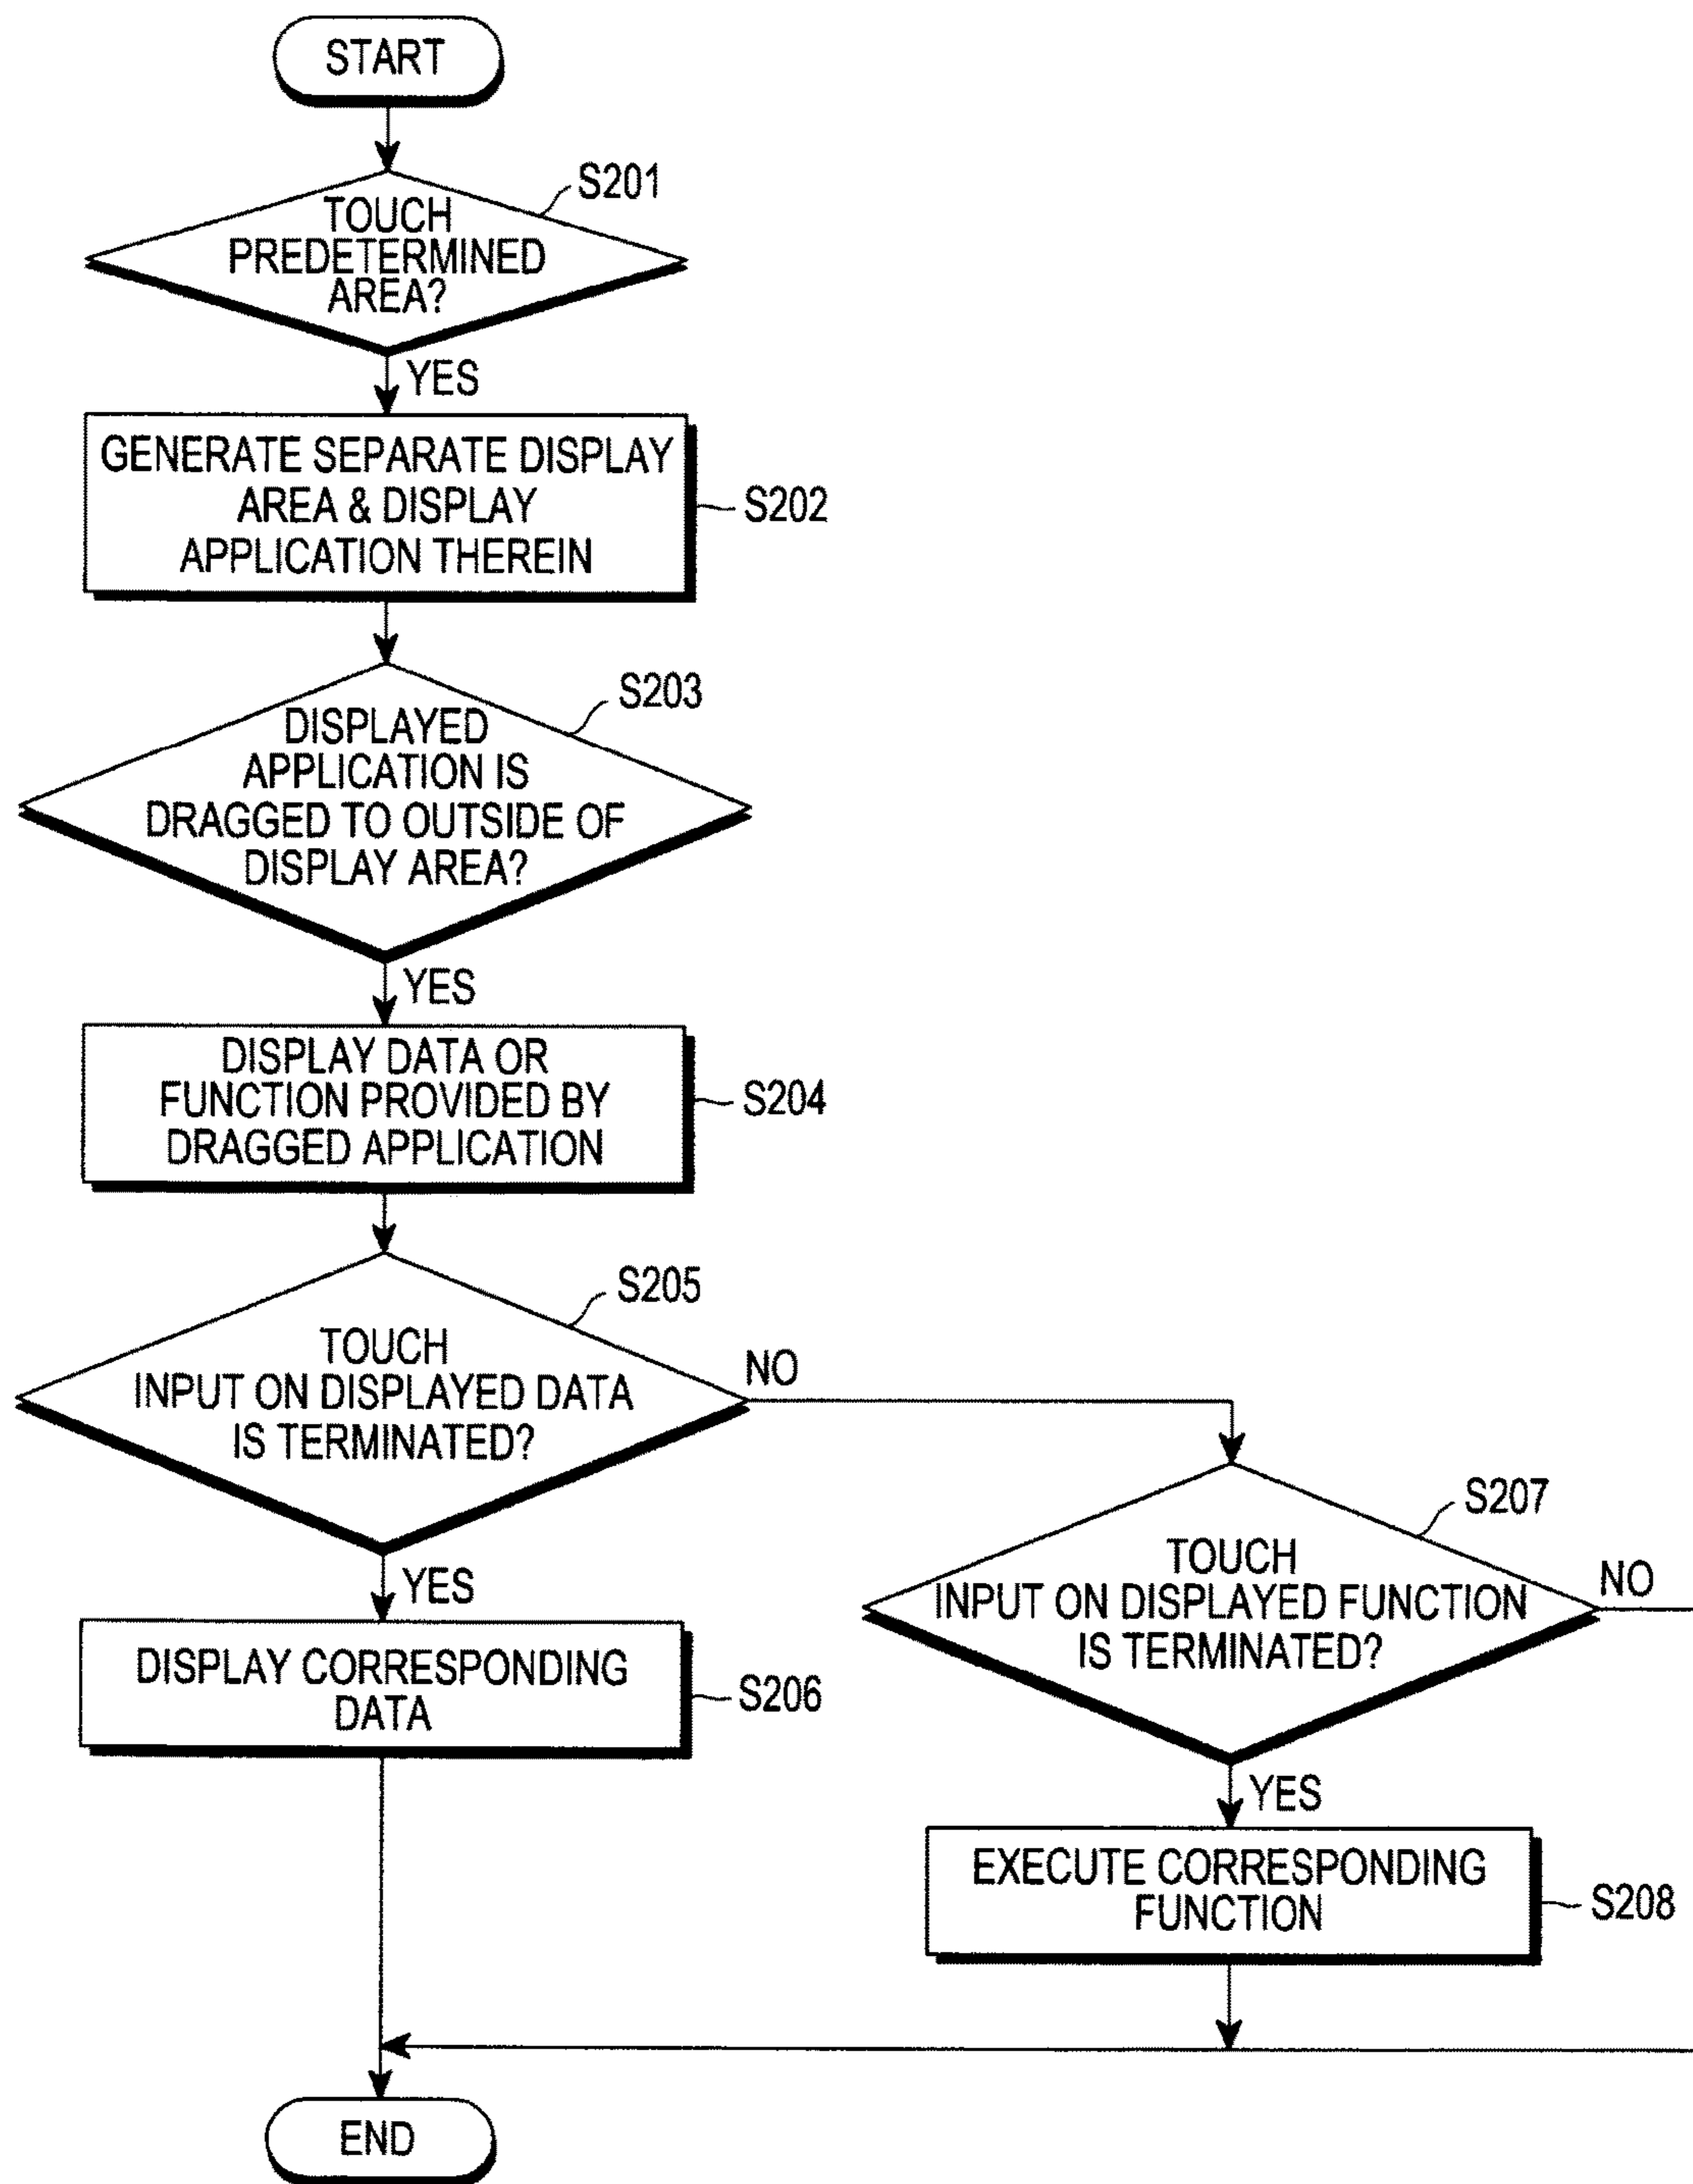 START
S201
TOUCH
PREDETERMINED
AREA?
YES
GENERATE SEPARATE DISPLAY
AREA & DISPLAY
APPLICATION THEREIN
S202
S203
DISPLAYED
APPLICATION IS
DRAGGED TO OUTSIDE OF
DISPLAY AREA?
YES
DISPLAY DATA OR
FUNCTION PROVIDED BY
DRAGGED APPLICATION
S204
S205
TOUCH
INPUT ON DISPLAYED DATA
IS TERMINATED?
NO
YES
DISPLAY CORRESPONDING
DATA
S206
S207
TOUCH
INPUT ON DISPLAYED FUNCTION
IS TERMINATED?
NO
YES
EXECUTE CORRESPONDING
FUNCTION
S208
END